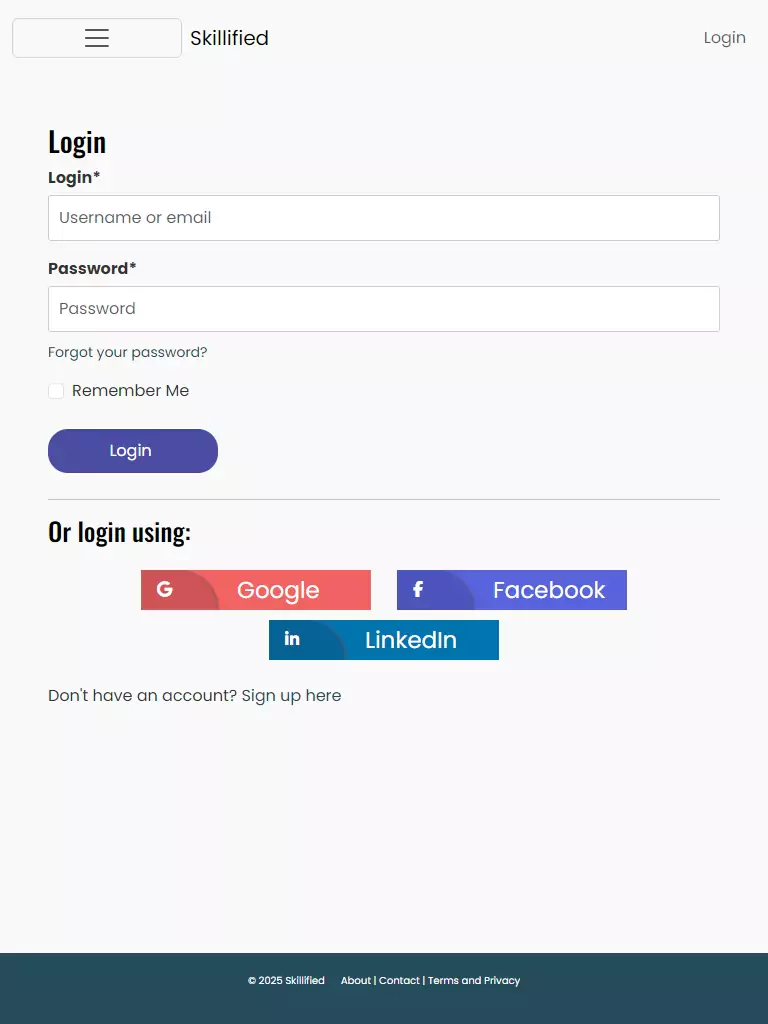 Skillified
Login
Login
Login*
Username or email
Password*
Password
Forgot your password?
Remember Me
Login
Or login using:
G Google
f Facebook
in LinkedIn
Don't have an account? Sign up here
© 2025 Skillified About | Contact | Terms and Privacy